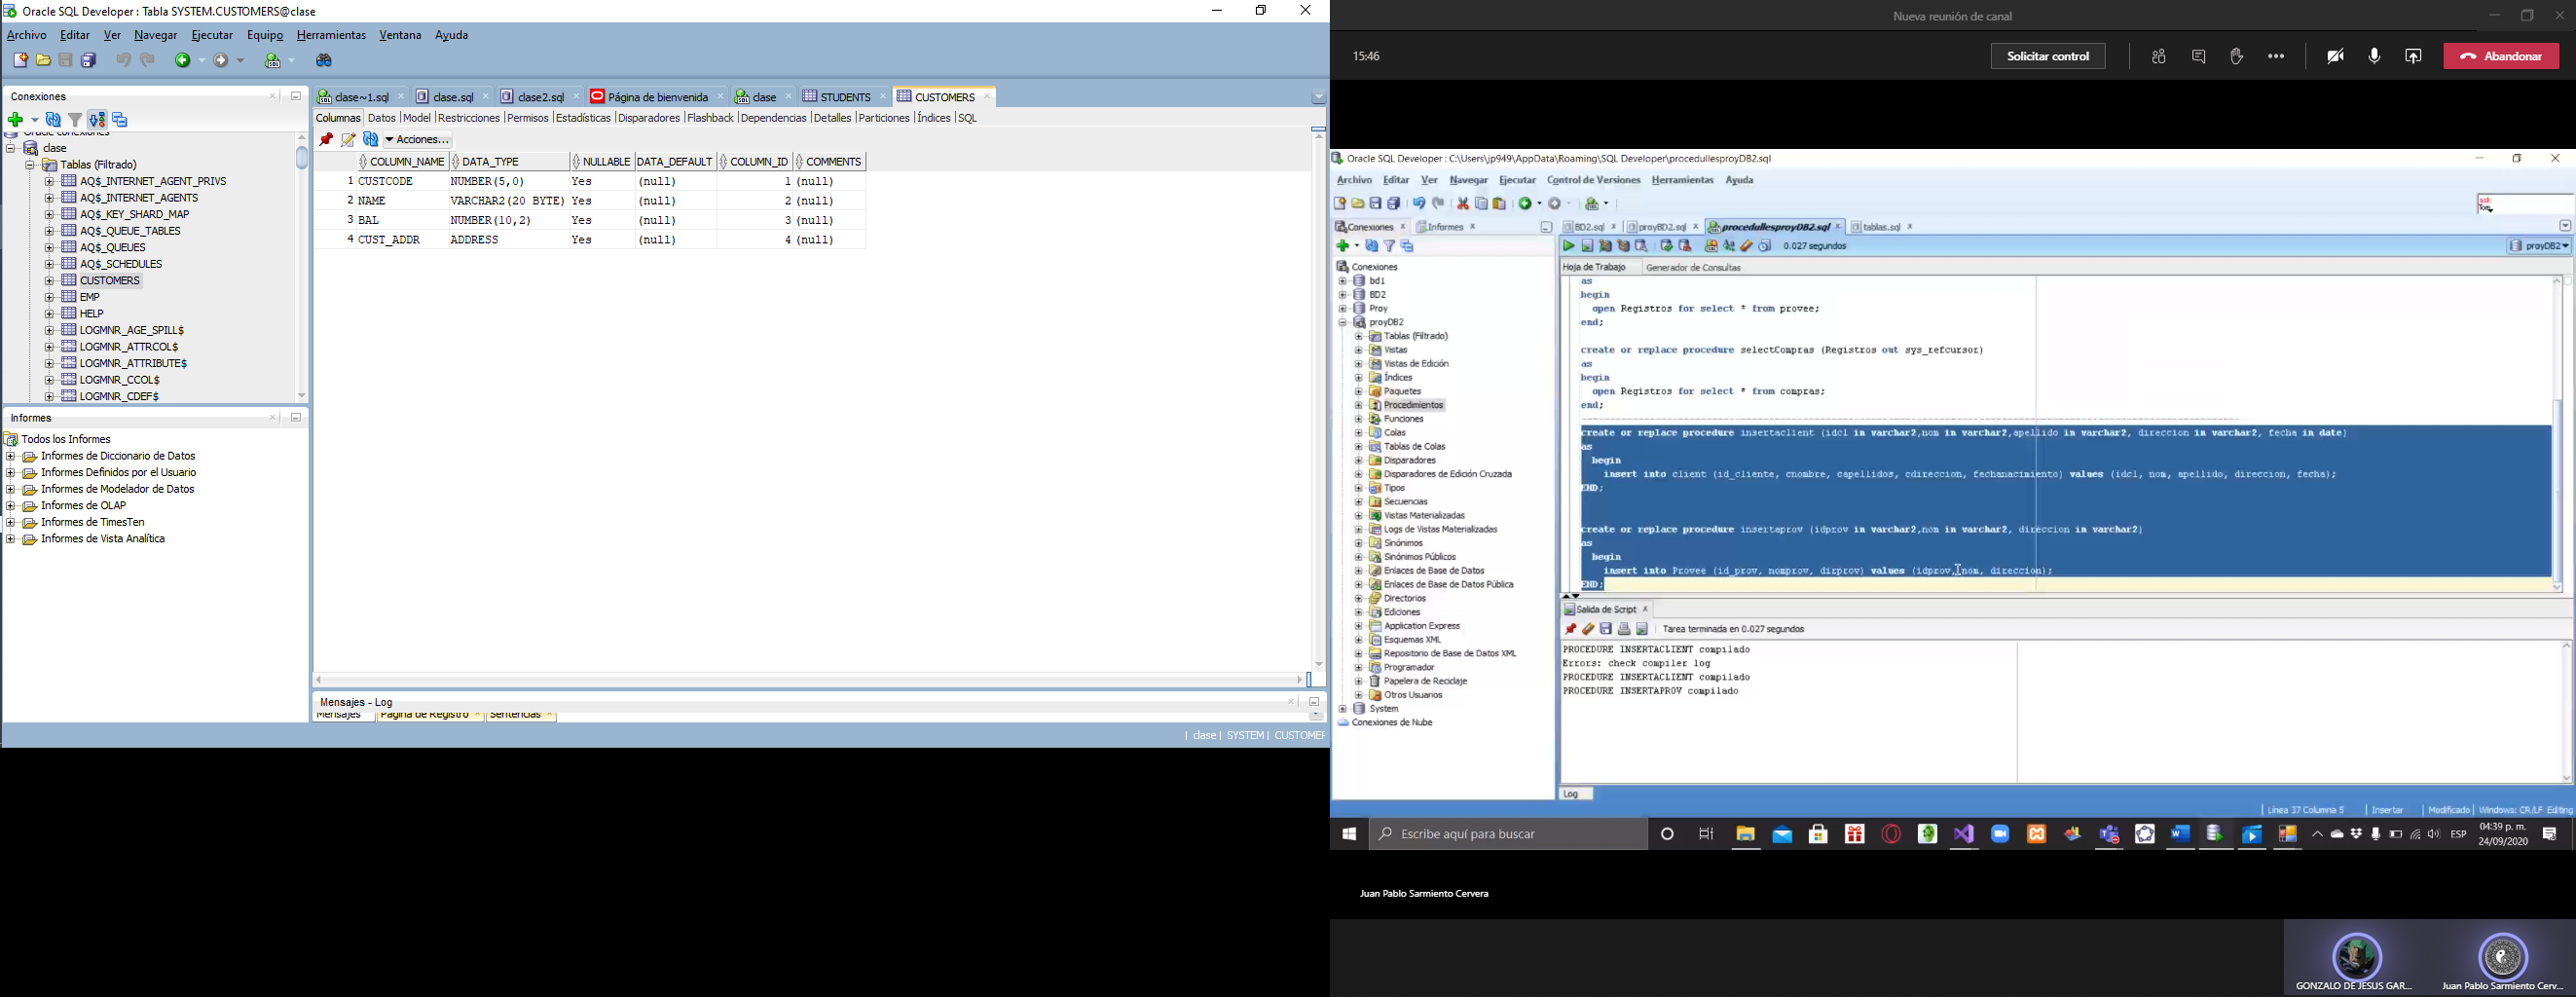 Oracle SQL Developer : Tabla SYSTEM.CUSTOMERS@clase
Archivo Editar Ver Navegar Ejecutar Equipo Herramientas Ventana Ayuda
Conexiones
Oracle conexiones
clase
Tablas (Filtrado)
AQ$_INTERNET_AGENT_PRIVS
AQ$_INTERNET_AGENTS
AQ$_KEY_SHARD_MAP
AQ$_QUEUE_TABLES
AQ$_QUEUES
AQ$_SCHEDULES
CUSTOMERS
EMP
HELP
LOGMNR_AGE_SPILL$
LOGMNR_ATTRCOL$
LOGMNR_ATTRIBUTE$
LOGMNR_CCOL$
LOGMNR_CDEF$
Informes
Todos los Informes
Informes de Diccionario de Datos
Informes Definidos por el Usuario
Informes de Modelador de Datos
Informes de OLAP
Informes de TimesTen
Informes de Vista Analítica
clase~1.sql clase.sql clase2.sql Página de bienvenida clase STUDENTS CUSTOMERS
Columnas Datos |Model |Restricciones |Permisos |Estadísticas |Disparadores |Flashback |Dependencias |Detalles |Particiones |Índices |SQL
Acciones...
COLUMN_NAME DATA_TYPE NULLABLE DATA_DEFAULT COLUMN_ID COMMENTS
1 CUSTCODE NUMBER(5,0) Yes (null) 1 (null)
2 NAME VARCHAR2(20 BYTE) Yes (null) 2 (null)
3 BAL NUMBER(10,2) Yes (null) 3 (null)
4 CUST_ADDR ADDRESS Yes (null) 4 (null)
Mensajes - Log
Mensajes Página de Registro Sentencias
| clase | SYSTEM | CUSTOMER
Nueva reunión de canal
15:46
Solicitar control
Abandonar
Oracle SQL Developer : C:\Users\jp949\AppData\Roaming\SQL Developer\procedullesproyDB2.sql
Archivo Editar Ver Navegar Ejecutar Control de Versiones Herramientas Ayuda
Conexiones Informes
Conexiones
bd1
BD2
Proy
proyDB2
Tablas (Filtrado)
Vistas
Vistas de Edición
Índices
Paquetes
Procedimientos
Funciones
Colas
Tablas de Colas
Disparadores
Disparadores de Edición Cruzada
Tipos
Secuencias
Vistas Materializadas
Logs de Vistas Materializadas
Sinónimos
Sinónimos Públicos
Enlaces de Base de Datos
Enlaces de Base de Datos Pública
Directorios
Ediciones
Application Express
Esquemas XML
Repositorio de Base de Datos XML
Programador
Papelera de Reciclaje
Otros Usuarios
System
Conexiones de Nube
BD2.sql proyBD2.sql procedullesproyDB2.sql tablas.sql
0.027 segundos
proyDB2
Hoja de Trabajo Generador de Consultas
as
begin
open Registros for select * from provee;
end;
create or replace procedure selectCompras (Registros out sys_refcursor)
as
begin
open Registros for select * from compras;
end;
create or replace procedure insertaclient (idcl in varchar2,nom in varchar2,apellido in varchar2, direccion in varchar2, fecha in date)
as
begin
insert into client (id_cliente, cnombre, capellidos, cdireccion, fechanacimiento) values (idcl, nom, apellido, direccion, fecha);
END;
create or replace procedure insertaprov (idprov in varchar2,nom in varchar2, direccion in varchar2)
as
begin
insert into Provee (id_prov, nomprov, dirprov) values (idprov, nom, direccion);
END;
Salida de Script
Tarea terminada en 0.027 segundos
PROCEDURE INSERTACLIENT compilado
Errors: check compiler log
PROCEDURE INSERTACLIENT compilado
PROCEDURE INSERTAPROV compilado
Log
| Línea 37 Columna 5 | Insertar | Modificado | Windows: CR/LF Editing
Escribe aquí para buscar
ESP
04:39 p. m.
24/09/2020
Juan Pablo Sarmiento Cervera
GONZALO DE JESUS GAR...
Juan Pablo Sarmiento Cerv...